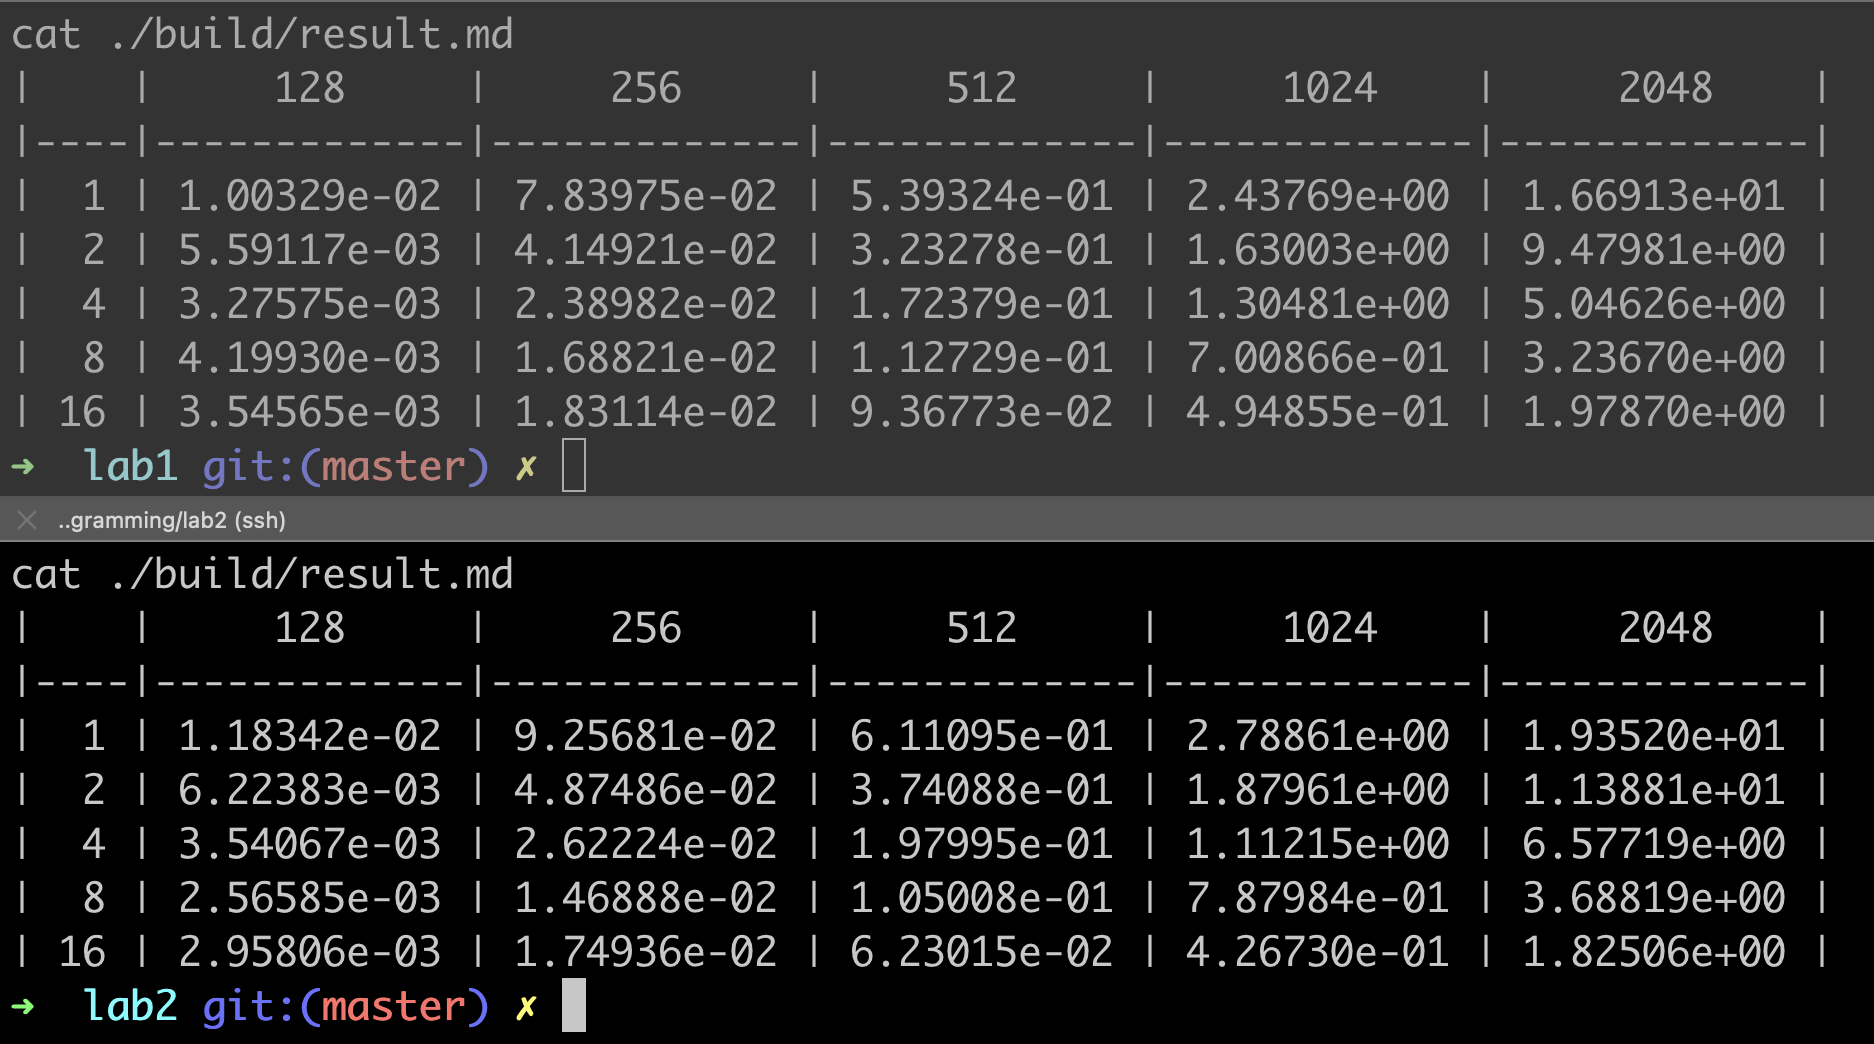 cat ./build/result.md
|    |     128     |     256     |     512     |     1024    |     2048    |
|----|-------------|-------------|-------------|-------------|-------------|
|  1 | 1.00329e-02 | 7.83975e-02 | 5.39324e-01 | 2.43769e+00 | 1.66913e+01 |
|  2 | 5.59117e-03 | 4.14921e-02 | 3.23278e-01 | 1.63003e+00 | 9.47981e+00 |
|  4 | 3.27575e-03 | 2.38982e-02 | 1.72379e-01 | 1.30481e+00 | 5.04626e+00 |
|  8 | 4.19930e-03 | 1.68821e-02 | 1.12729e-01 | 7.00866e-01 | 3.23670e+00 |
| 16 | 3.54565e-03 | 1.83114e-02 | 9.36773e-02 | 4.94855e-01 | 1.97870e+00 |
➜  lab1 git:(master) ✗
..gramming/lab2 (ssh)
cat ./build/result.md
|    |     128     |     256     |     512     |     1024    |     2048    |
|----|-------------|-------------|-------------|-------------|-------------|
|  1 | 1.18342e-02 | 9.25681e-02 | 6.11095e-01 | 2.78861e+00 | 1.93520e+01 |
|  2 | 6.22383e-03 | 4.87486e-02 | 3.74088e-01 | 1.87961e+00 | 1.13881e+01 |
|  4 | 3.54067e-03 | 2.62224e-02 | 1.97995e-01 | 1.11215e+00 | 6.57719e+00 |
|  8 | 2.56585e-03 | 1.46888e-02 | 1.05008e-01 | 7.87984e-01 | 3.68819e+00 |
| 16 | 2.95806e-03 | 1.74936e-02 | 6.23015e-02 | 4.26730e-01 | 1.82506e+00 |
➜  lab2 git:(master) ✗